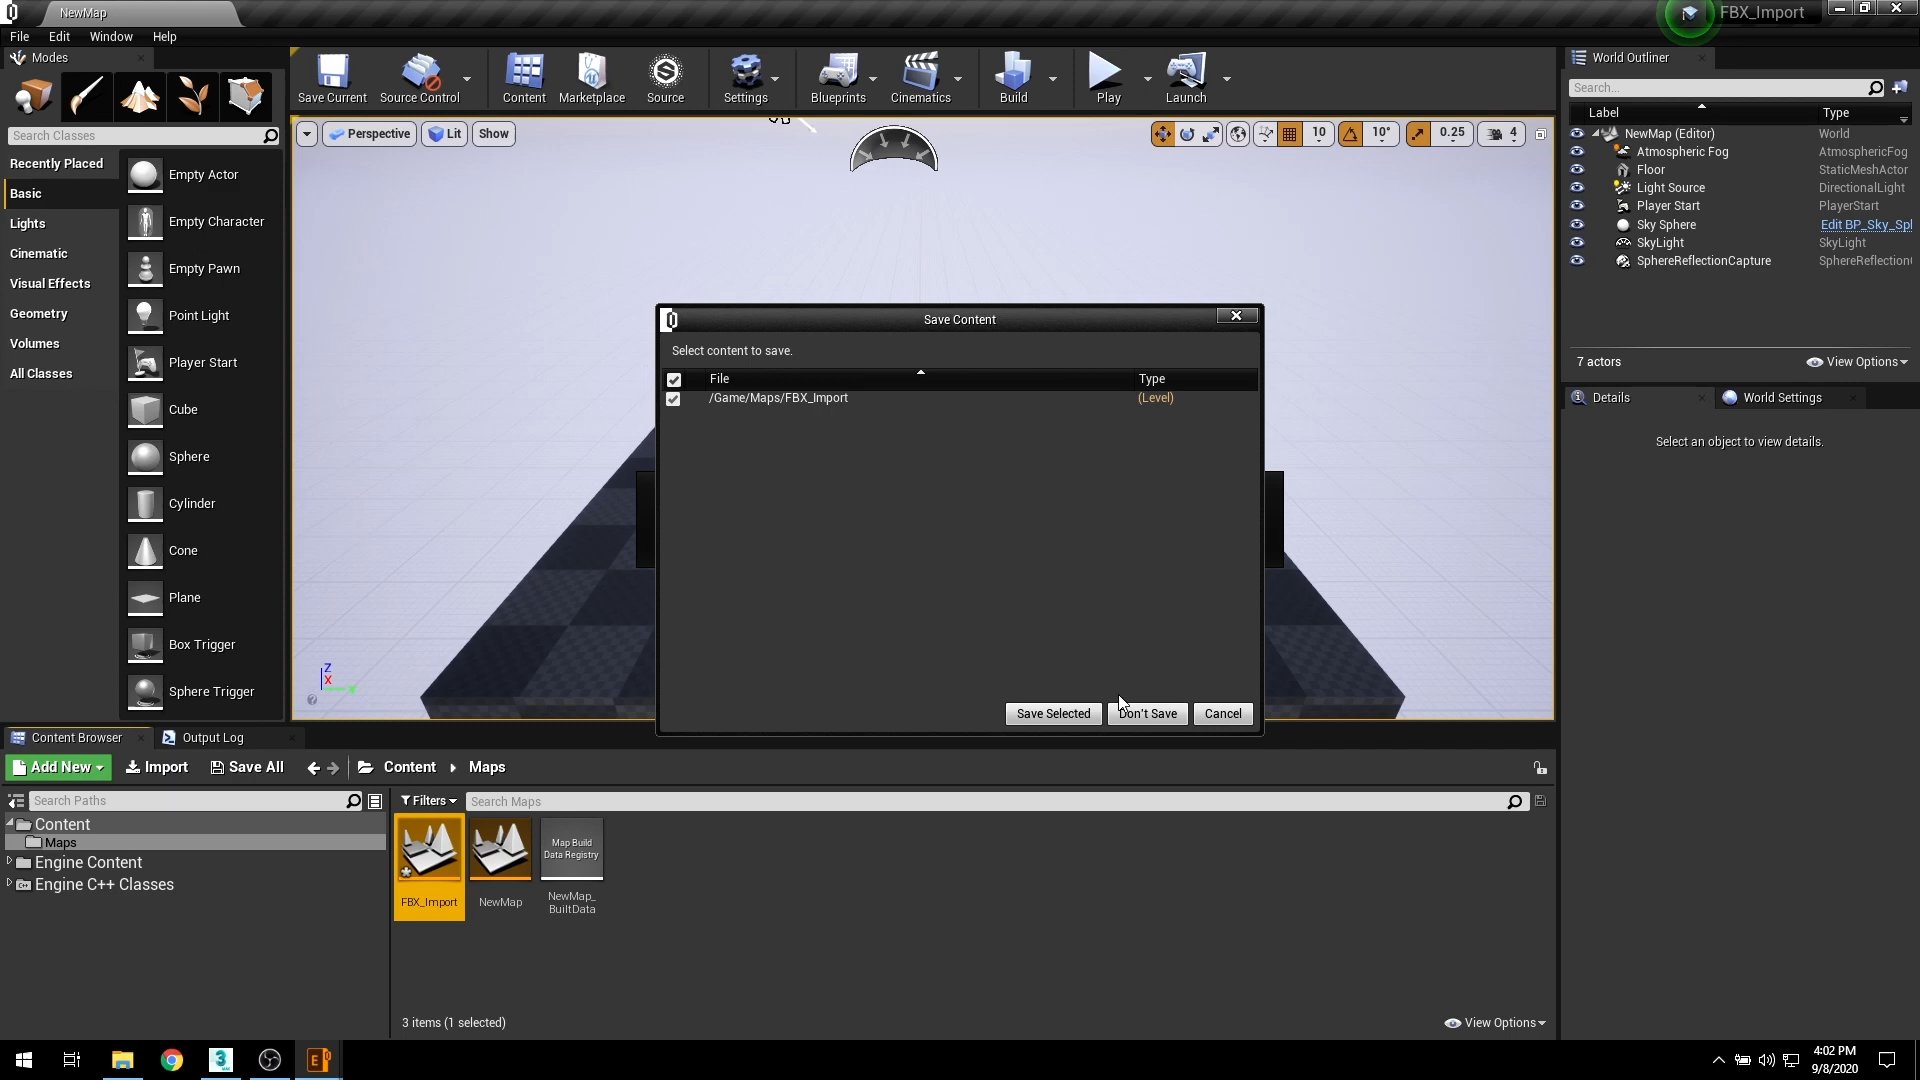 NewMap
FBX_Import
File Edit Window Help
Modes
Save Current
Source Control
Content
Marketplace
Source
Settings
Blueprints
Cinematics
Build
Play
Launch
World Outliner
Search...
Label Type
NewMap (Editor) World
Atmospheric Fog AtmosphericFog
Floor StaticMeshActor
Light Source DirectionalLight
Player Start PlayerStart
Sky Sphere Edit BP_Sky_Spl
SkyLight SkyLight
SphereReflectionCapture SphereReflection
7 actors
View Options
Search Classes
Recently Placed
Basic
Lights
Cinematic
Visual Effects
Geometry
Volumes
All Classes
Empty Actor
Empty Character
Empty Pawn
Point Light
Player Start
Cube
Sphere
Cylinder
Cone
Plane
Box Trigger
Sphere Trigger
Perspective
Lit
Show
10
10°
0.25
4
Z
X
Y
Save Content
Select content to save.
File Type
/Game/Maps/FBX_Import (Level)
Save Selected
Don't Save
Cancel
Details
World Settings
Select an object to view details.
Content Browser
Output Log
Add New
Import
Save All
Content
Maps
Search Paths
Filters
Search Maps
Content
Maps
Engine Content
Engine C++ Classes
Map Build
Data Registry
FBX_Import
NewMap
NewMap_
BuiltData
3 items (1 selected)
View Options
4:02 PM
9/8/2020